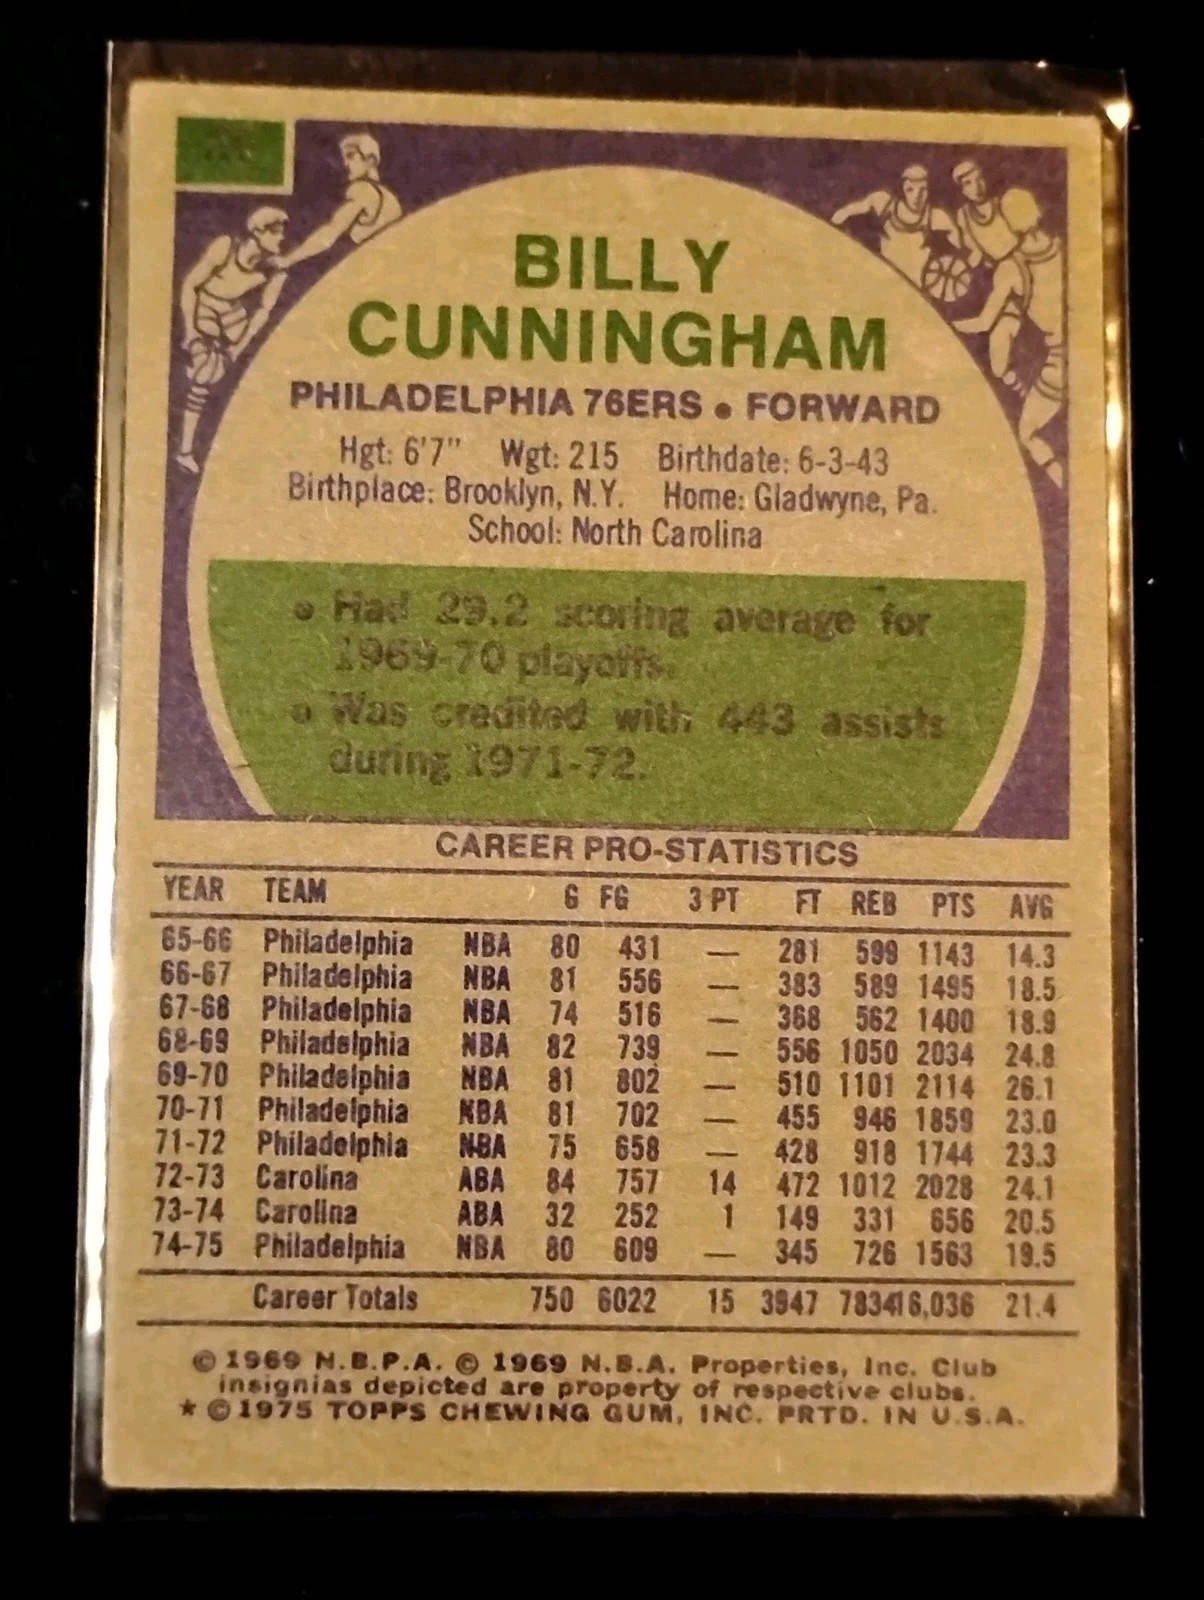 BILLY
CUNNINGHAM
PHILADELPHIA 76ERS • FORWARD
Hgt: 6'7" Wgt: 215 Birthdate: 6-3-43
Birthplace: Brooklyn, N.Y. Home: Gladwyne, Pa.
School: North Carolina
• Had 29.2 scoring average for
1969-70 playoffs.
• Was credited with 443 assists
during 1971-72.
CAREER PRO-STATISTICS
YEAR TEAM G FG 3 PT FT REB PTS AVG
65-66 Philadelphia NBA 80 431 — 281 599 1143 14.3
66-67 Philadelphia NBA 81 556 — 383 589 1495 18.5
67-68 Philadelphia NBA 74 516 — 368 562 1400 18.9
68-69 Philadelphia NBA 82 739 — 556 1050 2034 24.8
69-70 Philadelphia NBA 81 802 — 510 1101 2114 26.1
70-71 Philadelphia NBA 81 702 — 455 946 1859 23.0
71-72 Philadelphia NBA 75 658 — 428 918 1744 23.3
72-73 Carolina ABA 84 757 14 472 1012 2028 24.1
73-74 Carolina ABA 32 252 1 149 331 656 20.5
74-75 Philadelphia NBA 80 609 — 345 726 1563 19.5
Career Totals 750 6022 15 3947 7834 16,036 21.4
© 1969 N.B.P.A. © 1969 N.B.A. Properties, Inc. Club
insignias depicted are property of respective clubs.
* © 1975 TOPPS CHEWING GUM, INC. PRTD. IN U.S.A.